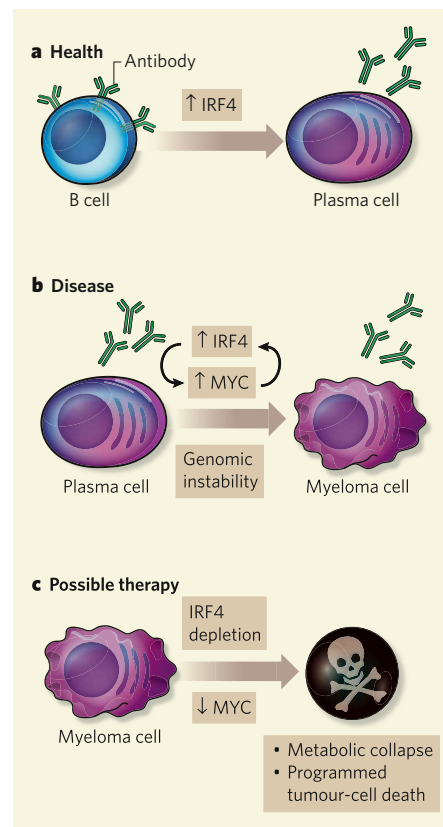 a Health
Antibody
↑ IRF4
B cell
Plasma cell
b Disease
↑ IRF4
↑ MYC
Genomic
instability
Plasma cell
Myeloma cell
c Possible therapy
IRF4
depletion
↓ MYC
Myeloma cell
• Metabolic collapse
• Programmed
tumour-cell death